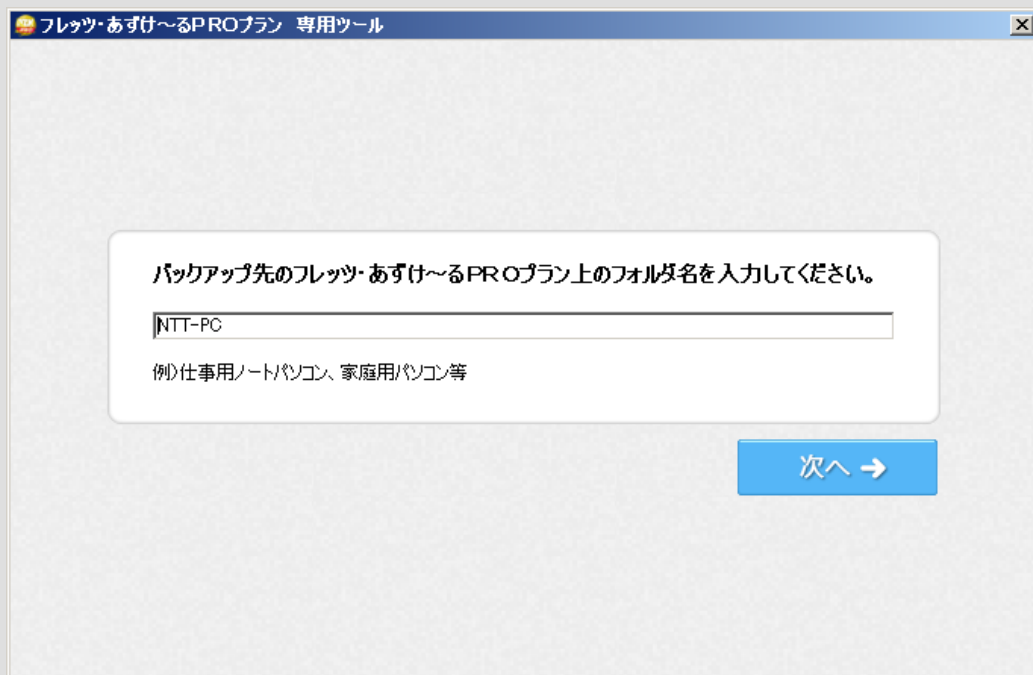 フレッツ・あずけ～るPROプラン 専用ツール
バックアップ先のフレッツ・あずけ～るPROプラン上のフォルダ名を入力してください。
NTT-PC
例)仕事用ノートパソコン、家庭用パソコン等
次へ ➔